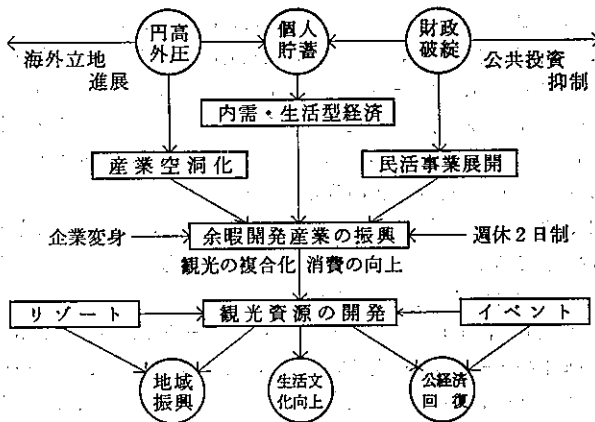 円高
外圧
個人
貯蓄
財政
破綻
海外立地
進展
公共投資
抑制
内需・生活型経済
産業空洞化
民活事業展開
企業変身
余暇開発産業の振興
週休2日制
観光の複合化 消費の向上
リゾート
観光資源の開発
イベント
地域
振興
生活文
化向上
公経済
回復